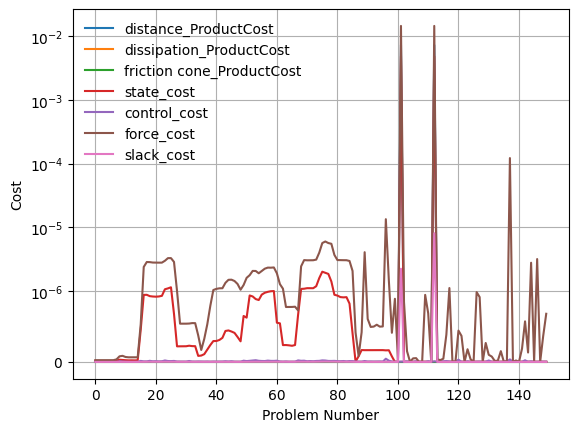 distance_ProductCost
dissipation_ProductCost
friction cone_ProductCost
state_cost
control_cost
force_cost
slack_cost
10⁻²
10⁻³
10⁻⁴
10⁻⁵
10⁻⁶
0
Cost
0 20 40 60 80 100 120 140
Problem Number